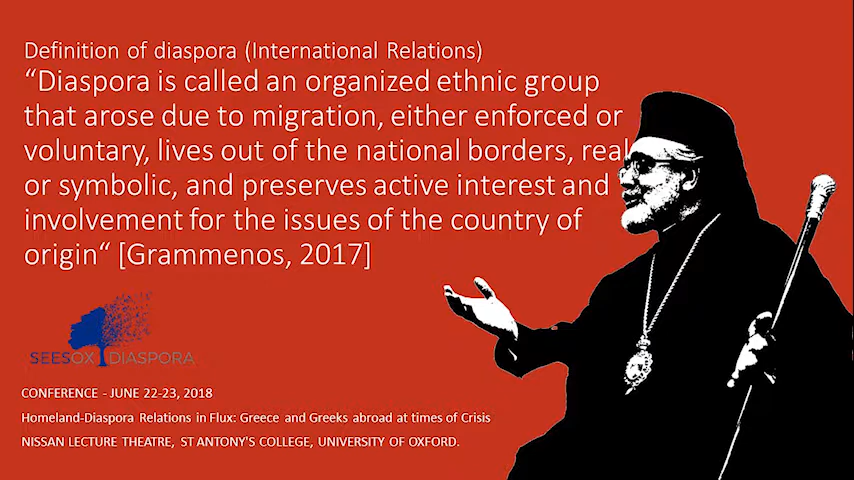 Definition of diaspora (International Relations)
“Diaspora is called an organized ethnic group
that arose due to migration, either enforced or
voluntary, lives out of the national borders, real
or symbolic, and preserves active interest and
involvement for the issues of the country of
origin“ [Grammenos, 2017]
SEESOX DIASPORA
CONFERENCE - JUNE 22-23, 2018
Homeland-Diaspora Relations in Flux: Greece and Greeks abroad at times of Crisis
NISSAN LECTURE THEATRE, ST ANTONY'S COLLEGE, UNIVERSITY OF OXFORD.